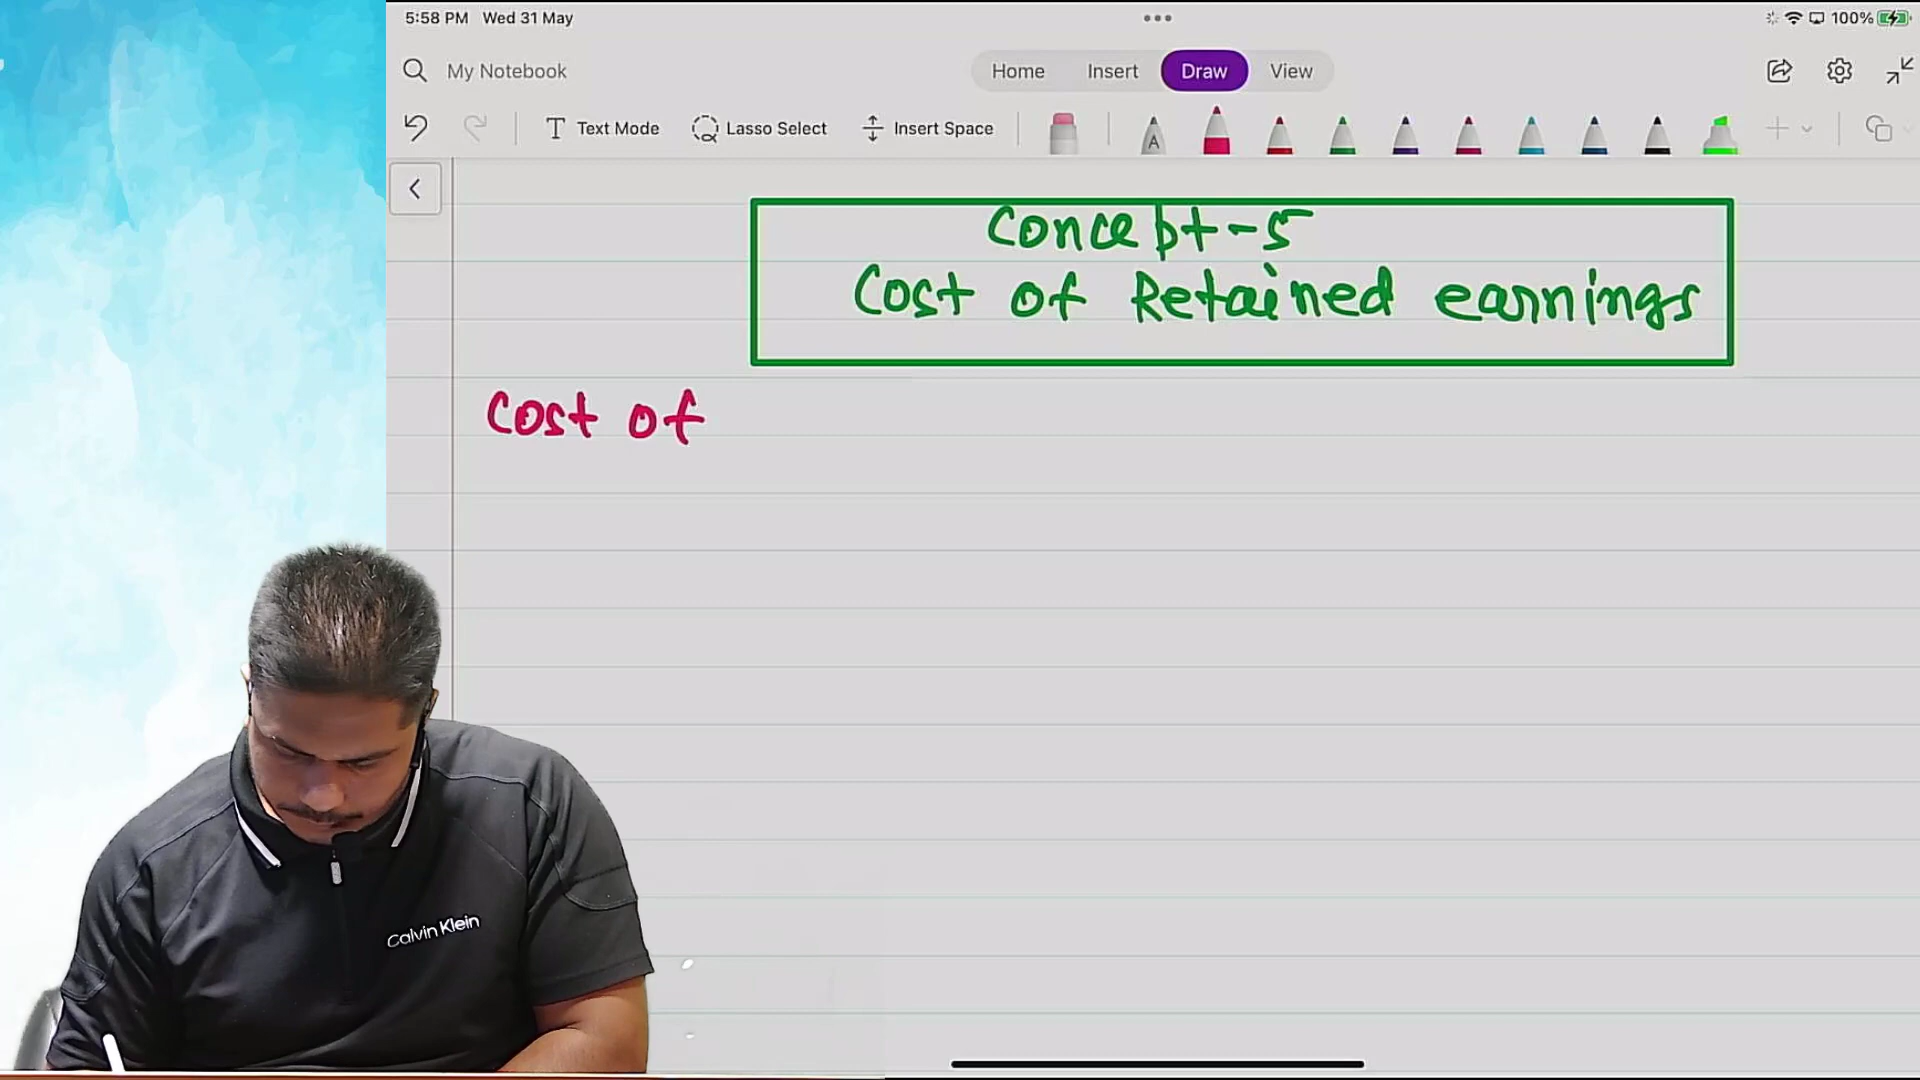 5:58 PM Wed 31 May
100%
My Notebook
Home Insert Draw View
Text Mode Lasso Select Insert Space
A
Concept-5
Cost of Retained earnings
Cost of
Calvin Klein